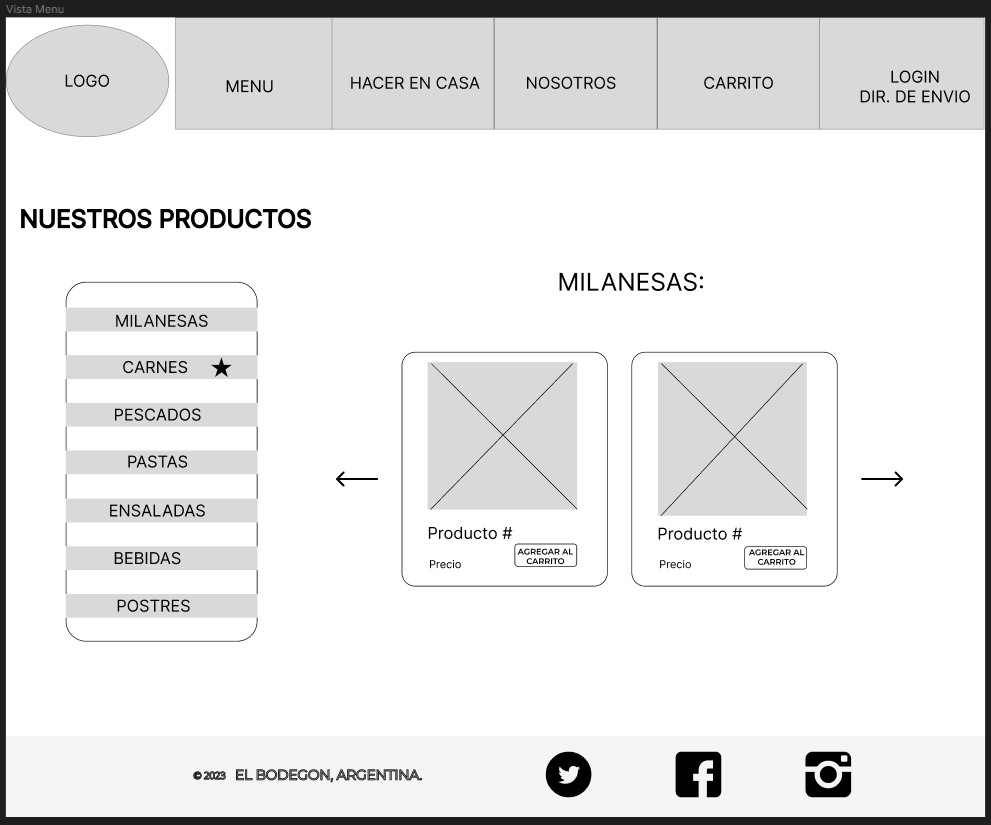 Vista Menu
LOGO
MENU
HACER EN CASA
NOSOTROS
CARRITO
LOGIN
DIR. DE ENVIO
NUESTROS PRODUCTOS
MILANESAS
CARNES
PESCADOS
PASTAS
ENSALADAS
BEBIDAS
POSTRES
MILANESAS:
Producto #
Precio
AGREGAR AL
CARRITO
Producto #
Precio
AGREGAR AL
CARRITO
© 2023 EL BODEGON, ARGENTINA.